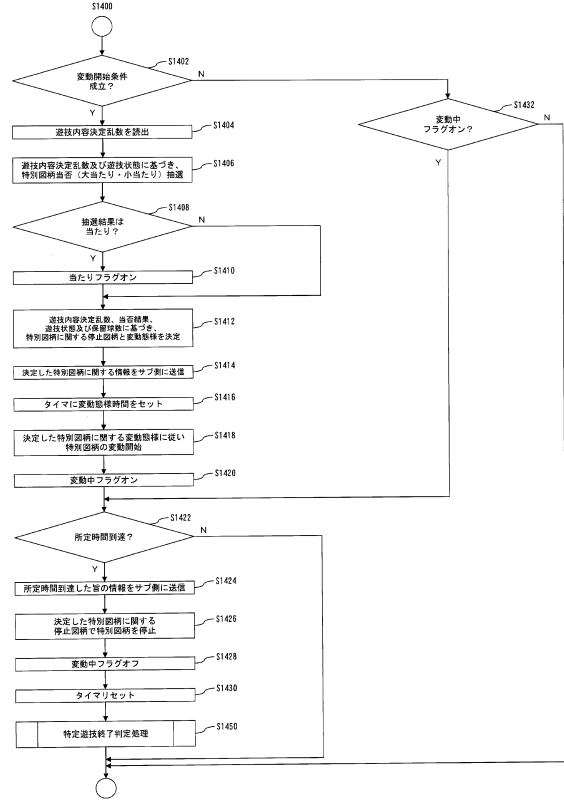 S1400
S1402
変動開始条件
成立？
N
Y
S1432
変動中
フラグオン？
N
Y
遊技内容決定乱数を読出
S1404
遊技内容決定乱数及び遊技状態に基づき、
特別図柄当否（大当たり・小当たり）抽選
S1406
S1408
抽選結果は
当たり？
N
Y
当たりフラグオン
S1410
遊技内容決定乱数、当否結果、
遊技状態及び保留球数に基づき、
特別図柄に関する停止図柄と変動態様を決定
S1412
決定した特別図柄に関する情報をサブ側に送信
S1414
タイマに変動態様時間をセット
S1416
決定した特別図柄に関する変動態様に従い
特別図柄の変動開始
S1418
変動中フラグオン
S1420
S1422
所定時間到達？
N
Y
所定時間到達した旨の情報をサブ側に送信
S1424
決定した特別図柄に関する
停止図柄で特別図柄を停止
S1426
変動中フラグオフ
S1428
タイマリセット
S1430
特定遊技終了判定処理
S1450